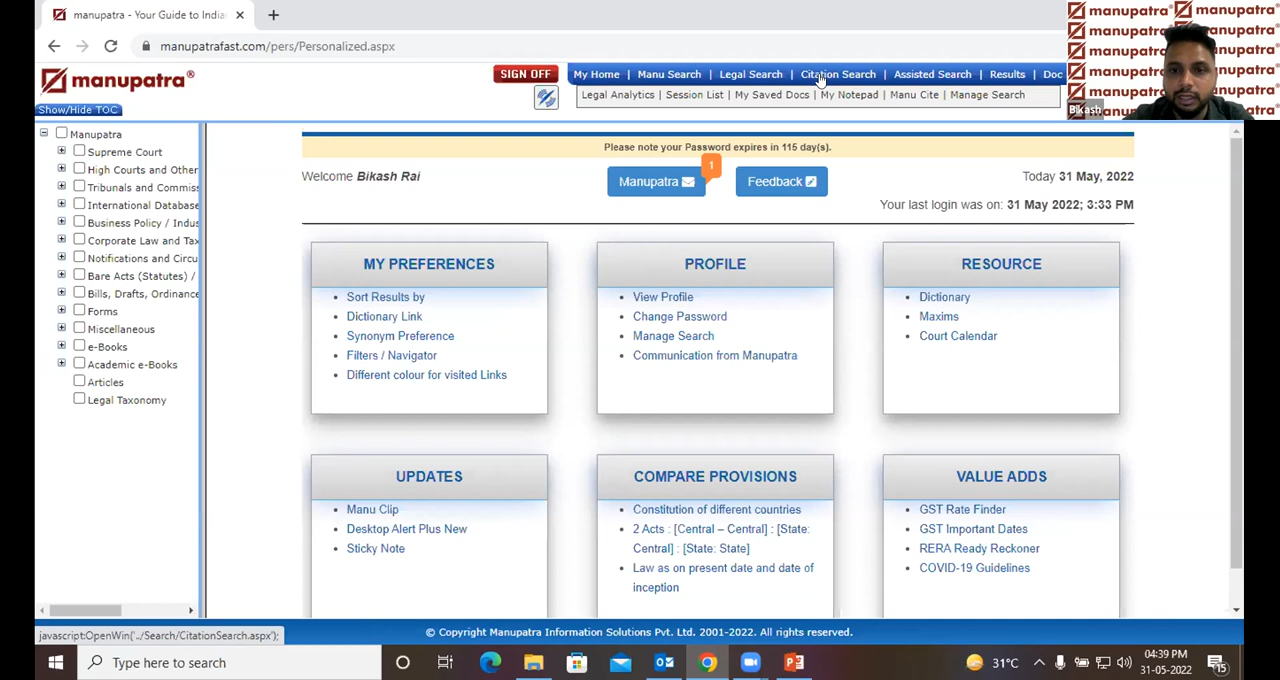 manupatra - Your Guide to India
manupatrafast.com/pers/Personalized.aspx
manupatra®
SIGN OFF
My Home | Manu Search | Legal Search | Citation Search | Assisted Search | Results | Doc
Legal Analytics | Session List | My Saved Docs | My Notepad | Manu Cite | Manage Search
Bikash
Show/Hide TOC
Manupatra
Supreme Court
High Courts and Other
Tribunals and Commiss
International Database
Business Policy / Indus
Corporate Law and Tax
Notifications and Circu
Bare Acts (Statutes) /
Bills, Drafts, Ordinance
Forms
Miscellaneous
e-Books
Academic e-Books
Articles
Legal Taxonomy
Please note your Password expires in 115 day(s).
Welcome Bikash Rai
Manupatra
1
Feedback
Today 31 May, 2022
Your last login was on: 31 May 2022; 3:33 PM
MY PREFERENCES
Sort Results by
Dictionary Link
Synonym Preference
Filters / Navigator
Different colour for visited Links
PROFILE
View Profile
Change Password
Manage Search
Communication from Manupatra
RESOURCE
Dictionary
Maxims
Court Calendar
UPDATES
Manu Clip
Desktop Alert Plus New
Sticky Note
COMPARE PROVISIONS
Constitution of different countries
2 Acts : [Central – Central] : [State:
Central] : [State: State]
Law as on present date and date of
inception
VALUE ADDS
GST Rate Finder
GST Important Dates
RERA Ready Reckoner
COVID-19 Guidelines
javascript:OpenWin('../Search/CitationSearch.aspx');
© Copyright Manupatra Information Solutions Pvt. Ltd. 2001-2022. All rights reserved.
Type here to search
31°C
04:39 PM
31-05-2022
15